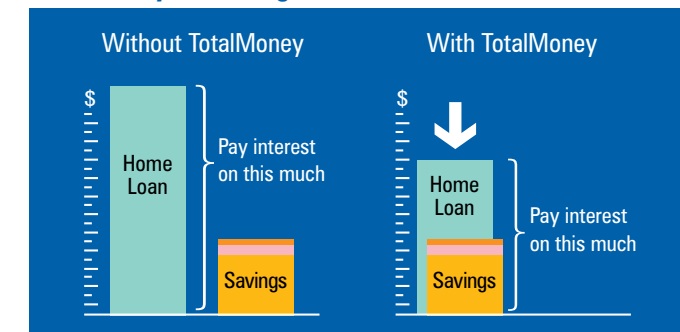 Without TotalMoney
$
Home
Loan
Pay interest
on this much
Savings
With TotalMoney
$
Home
Loan
Pay interest
on this much
Savings